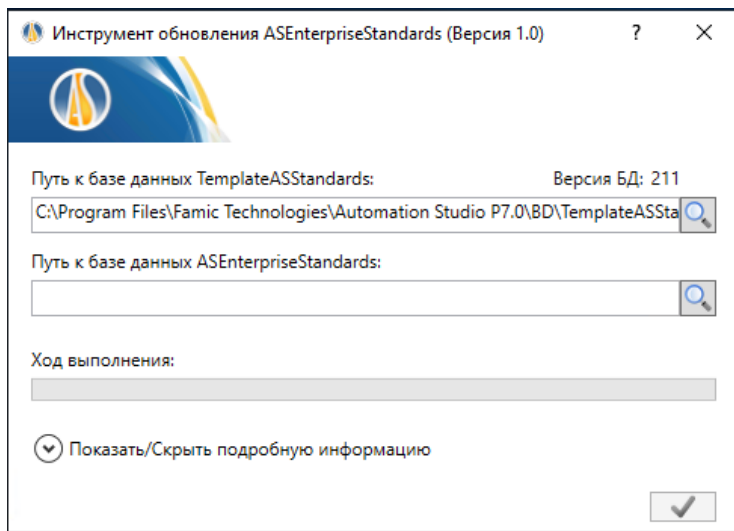 Инструмент обновления ASEnterpriseStandards (Версия 1.0) ?
Путь к базе данных TemplateASStandards: Версия БД: 211
C:\Program Files\Famic Technologies\Automation Studio P7.0\BD\TemplateASSta
Путь к базе данных ASEnterpriseStandards:
Ход выполнения:
Показать/Скрыть подробную информацию